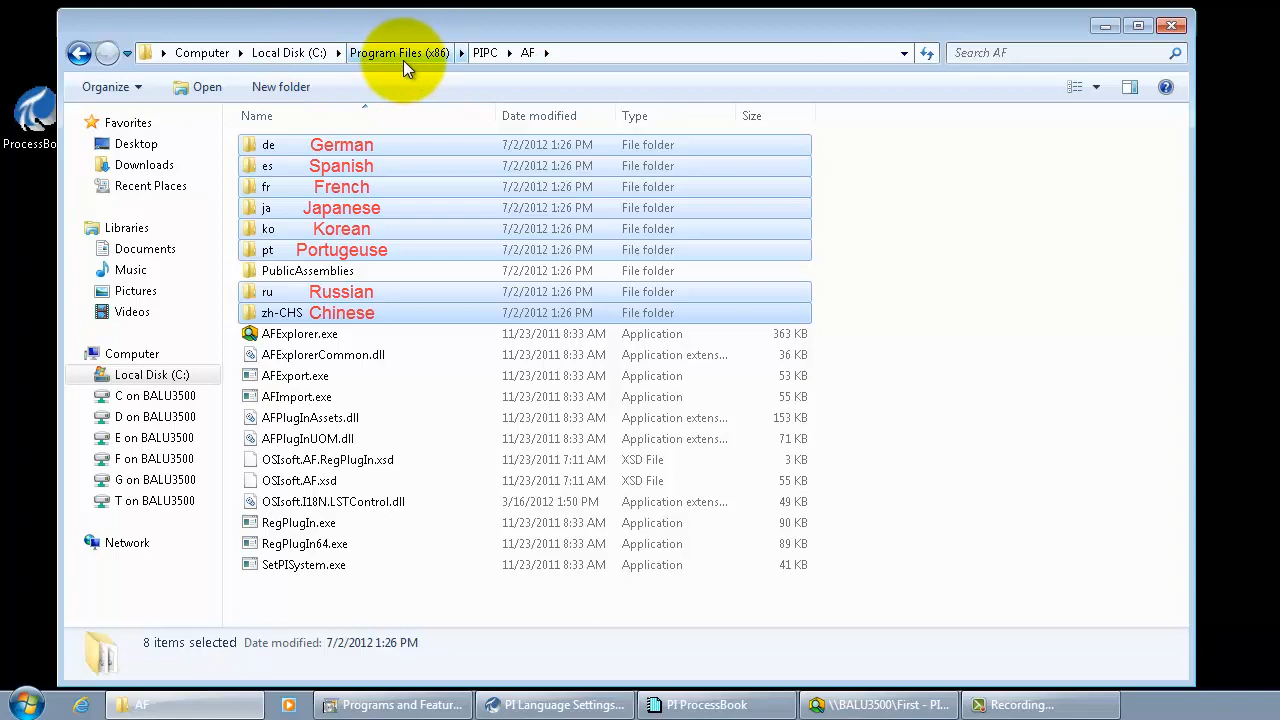 Computer Local Disk (C:) Program Files (x86) PIPC AF
Search AF
Organize Open New folder
Name Date modified Type Size
ProcessBo
Favorites
Desktop
Downloads
Recent Places
Libraries
Documents
Music
Pictures
Videos
Computer
Local Disk (C:)
C on BALU3500
D on BALU3500
E on BALU3500
F on BALU3500
G on BALU3500
T on BALU3500
Network
de German 7/2/2012 1:26 PM File folder
es Spanish 7/2/2012 1:26 PM File folder
fr French 7/2/2012 1:26 PM File folder
ja Japanese 7/2/2012 1:26 PM File folder
ko Korean 7/2/2012 1:26 PM File folder
pt Portugeuse 7/2/2012 1:26 PM File folder
PublicAssemblies 7/2/2012 1:26 PM File folder
ru Russian 7/2/2012 1:26 PM File folder
zh-CHS Chinese 7/2/2012 1:26 PM File folder
AFExplorer.exe 11/23/2011 8:33 AM Application 363 KB
AFExplorerCommon.dll 11/23/2011 8:33 AM Application extens... 36 KB
AFExport.exe 11/23/2011 8:33 AM Application 53 KB
AFImport.exe 11/23/2011 8:33 AM Application 55 KB
AFPlugInAssets.dll 11/23/2011 8:33 AM Application extens... 153 KB
AFPlugInUOM.dll 11/23/2011 8:33 AM Application extens... 71 KB
OSIsoft.AF.RegPlugIn.xsd 11/23/2011 7:11 AM XSD File 3 KB
OSIsoft.AF.xsd 11/23/2011 7:11 AM XSD File 55 KB
OSIsoft.I18N.LSTControl.dll 3/16/2012 1:50 PM Application extens... 49 KB
RegPlugIn.exe 11/23/2011 8:33 AM Application 90 KB
RegPlugIn64.exe 11/23/2011 8:33 AM Application 89 KB
SetPISystem.exe 11/23/2011 8:33 AM Application 41 KB
8 items selected Date modified: 7/2/2012 1:26 PM
AF Programs and Featur... PI Language Settings... PI ProcessBook \\BALU3500\First - PI... Recording...